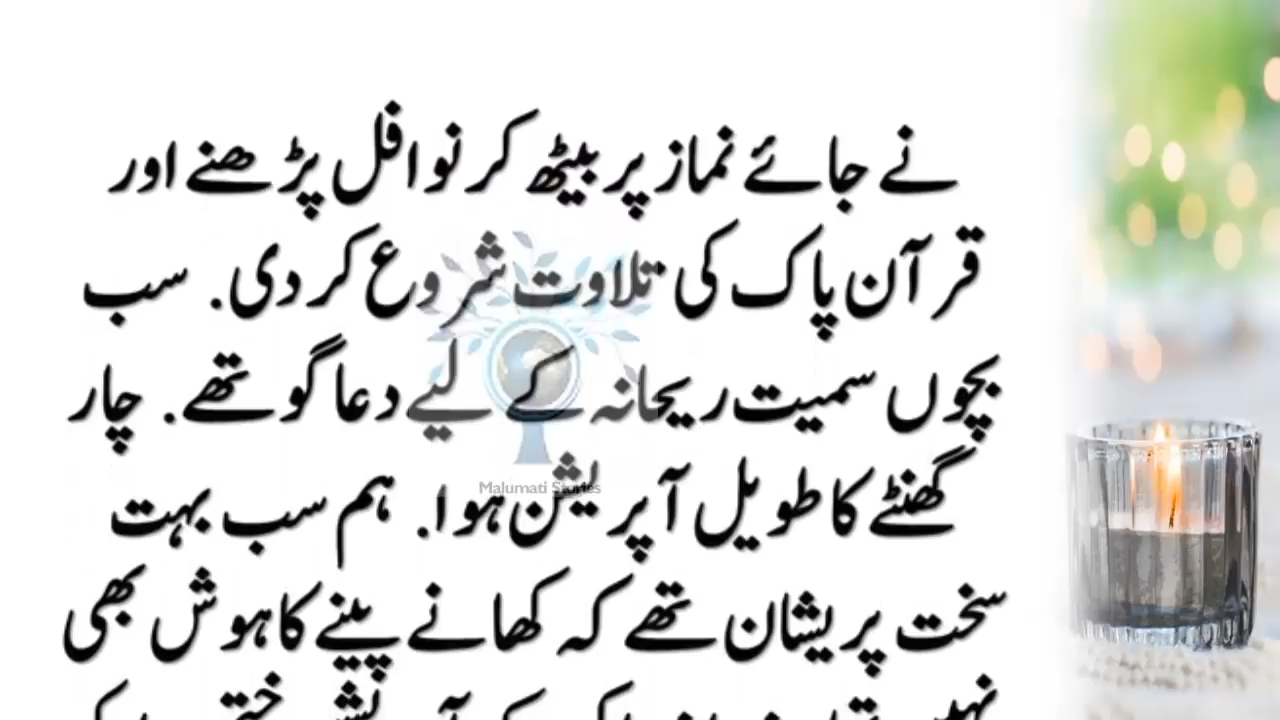 نے جائے نماز پر بیٹھ کر نوافل پڑھنے اور
قرآن پاک کی تلاوت شروع کر دی. سب
بچوں سمیت ریحانہ کے لیے دعا گو تھے. چار
گھنٹے کا طویل آپریشن ہوا. ہم سب بہت
Malumati Stories
سخت پریشان تھے کہ کھانے پینے کا ہوش بھی
نہیں